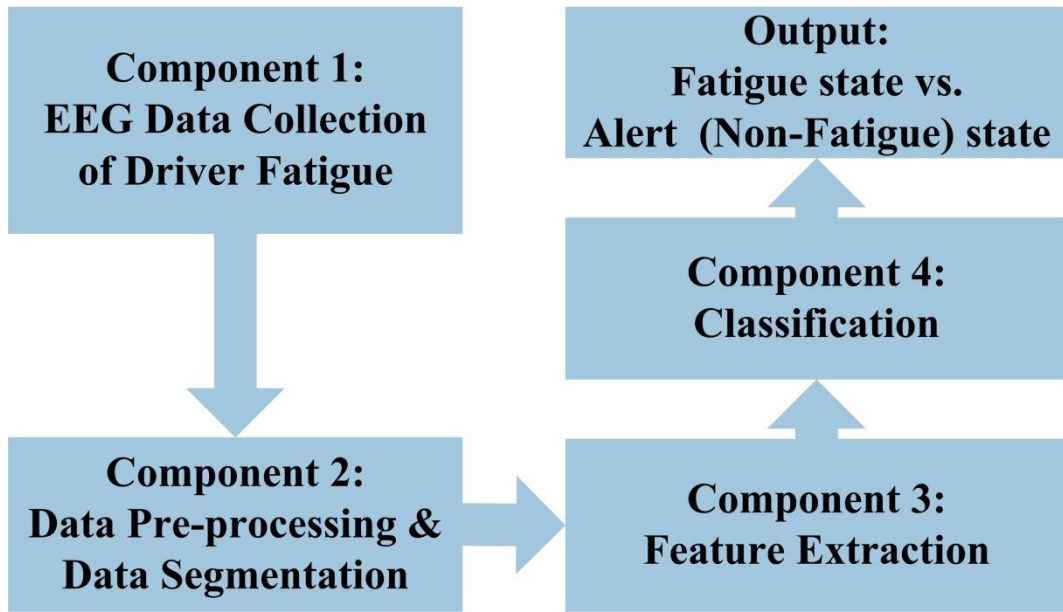 Component 1:
EEG Data Collection
of Driver Fatigue
Component 2:
Data Pre-processing &
Data Segmentation
Component 3:
Feature Extraction
Component 4:
Classification
Output:
Fatigue state vs.
Alert (Non-Fatigue) state